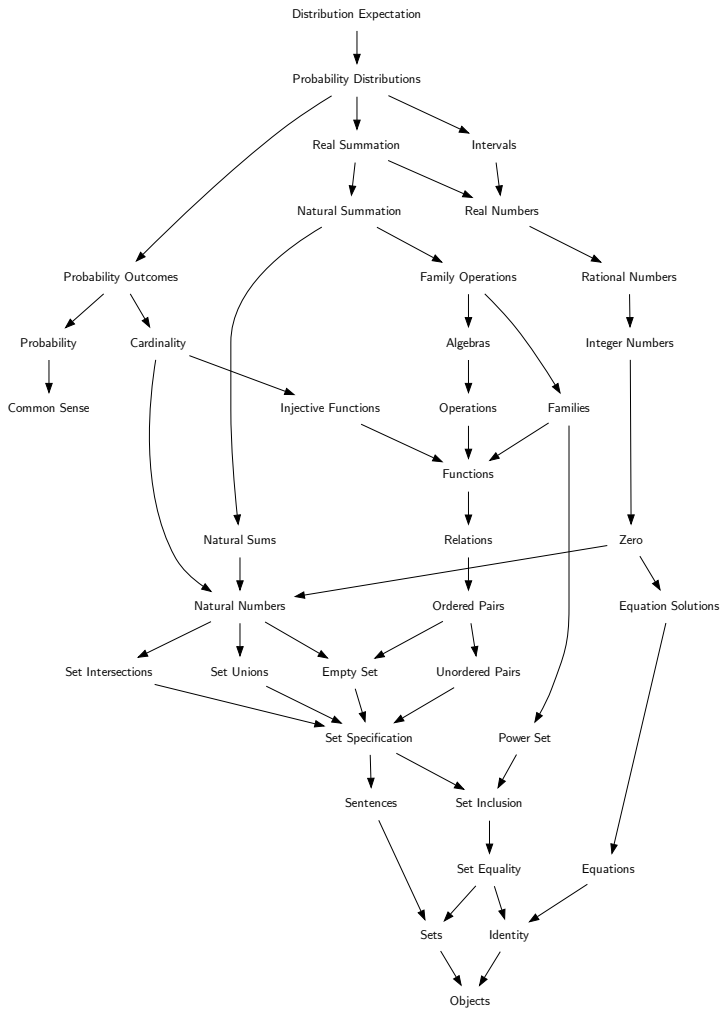 Distribution Expectation
Probability Distributions
Real Summation
Intervals
Natural Summation
Real Numbers
Probability Outcomes
Family Operations
Rational Numbers
Probability
Cardinality
Algebras
Integer Numbers
Common Sense
Injective Functions
Operations
Families
Functions
Natural Sums
Relations
Zero
Natural Numbers
Ordered Pairs
Equation Solutions
Set Intersections
Set Unions
Empty Set
Unordered Pairs
Set Specification
Power Set
Sentences
Set Inclusion
Set Equality
Equations
Sets
Identity
Objects